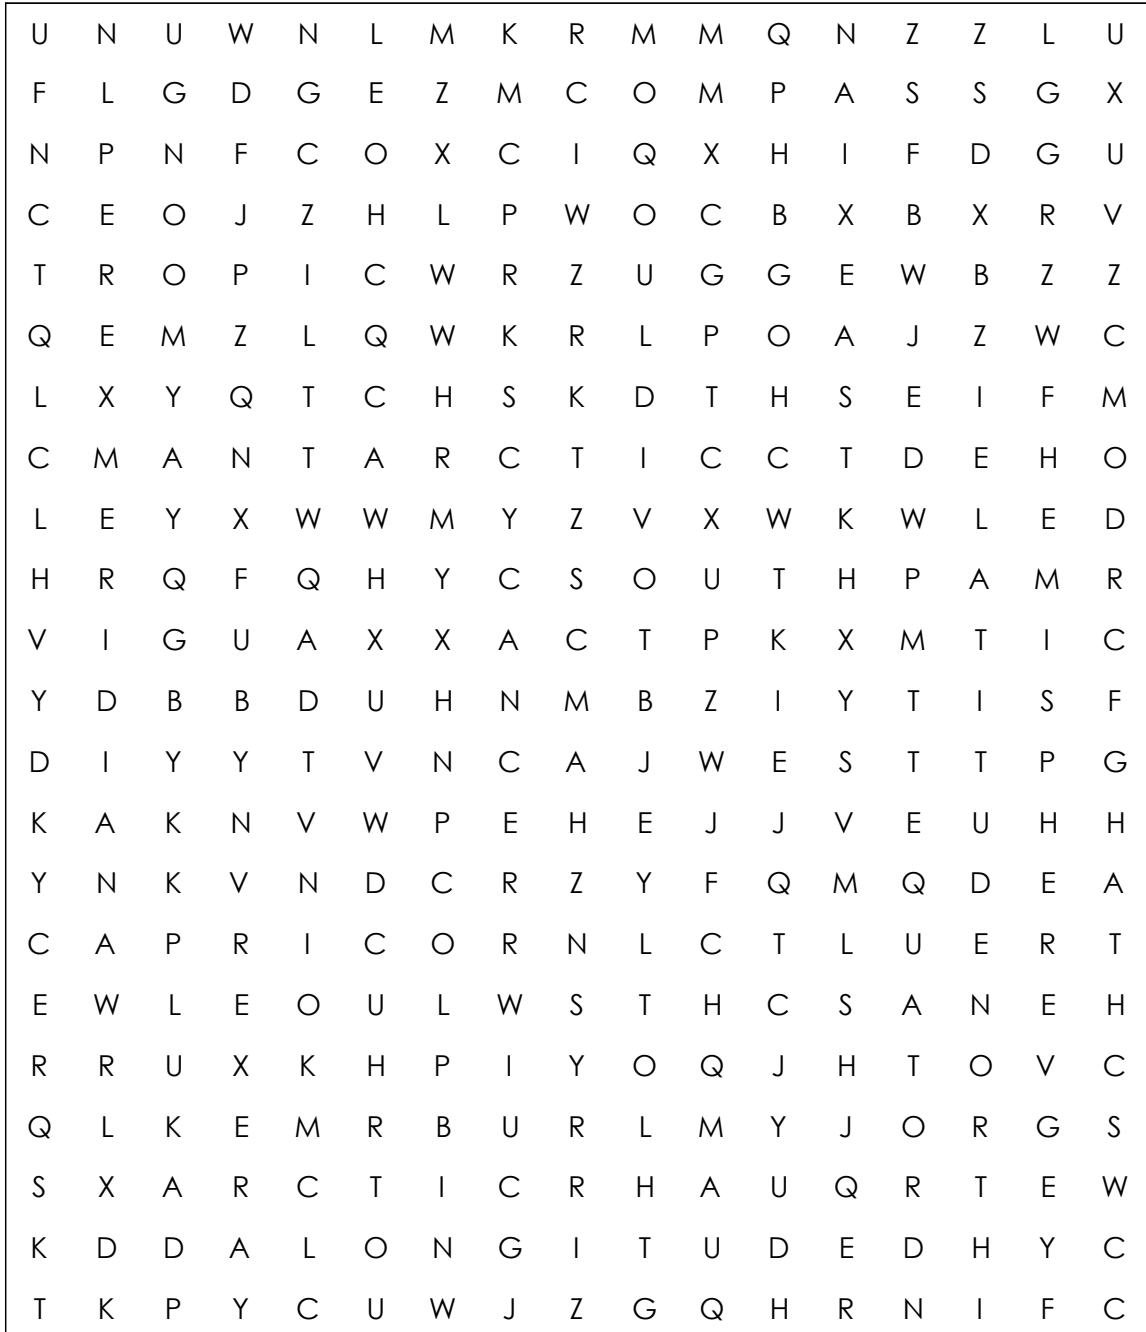 U N U W N L M K R M M Q N Z Z L U
F L G D G E Z M C O M P A S S G X
N P N F C O X C I Q X H I F D G U
C E O J Z H L P W O C B X B X R V
T R O P I C W R Z U G G E W B Z Z
Q E M Z L Q W K R L P O A J Z W C
L X Y Q T C H S K D T H S E I F M
C M A N T A R C T I C C T D E H O
L E Y X W W M Y Z V X W K W L E D
H R Q F Q H Y C S O U T H P A M R
V I G U A X X A C T P K X M T I C
Y D B B D U H N M B Z I Y T I S F
D I Y Y T V N C A J W E S T T P G
K A K N V W P E H E J J V E U H H
Y N K V N D C R Z Y F Q M Q D E A
C A P R I C O R N L C T L U E R T
E W L E O U L W S T H C S A N E H
R R U X K H P I Y O Q J H T O V C
Q L K E M R B U R L M Y J O R G S
S X A R C T I C R H A U Q R T E W
K D D A L O N G I T U D E D H Y C
T K P Y C U W J Z G Q H R N I F C